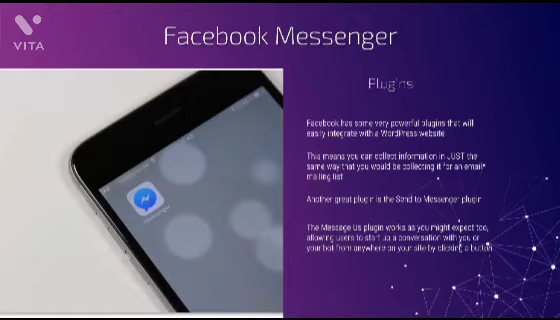 VITA
Facebook Messenger
Plugins
Facebook has some very powerful plugins that will
easily integrate with a WordPress website
This means you can collect information in JUST the
same way that you would be collecting it for an email
mailing list
Another great plugin is the Send to Messenger plugin
The Message Us plugin works as you might expect too,
allowing users to start up a conversation with you or
your bot from anywhere on your site by clicking a button
Messenger